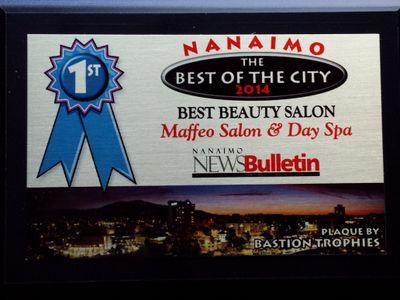 1ST
NANAIMO
THE
BEST OF THE CITY
2014
BEST BEAUTY SALON
Maffeo Salon & Day Spa
NANAIMO
NEWSBulletin
PLAQUE BY
BASTION TROPHIES